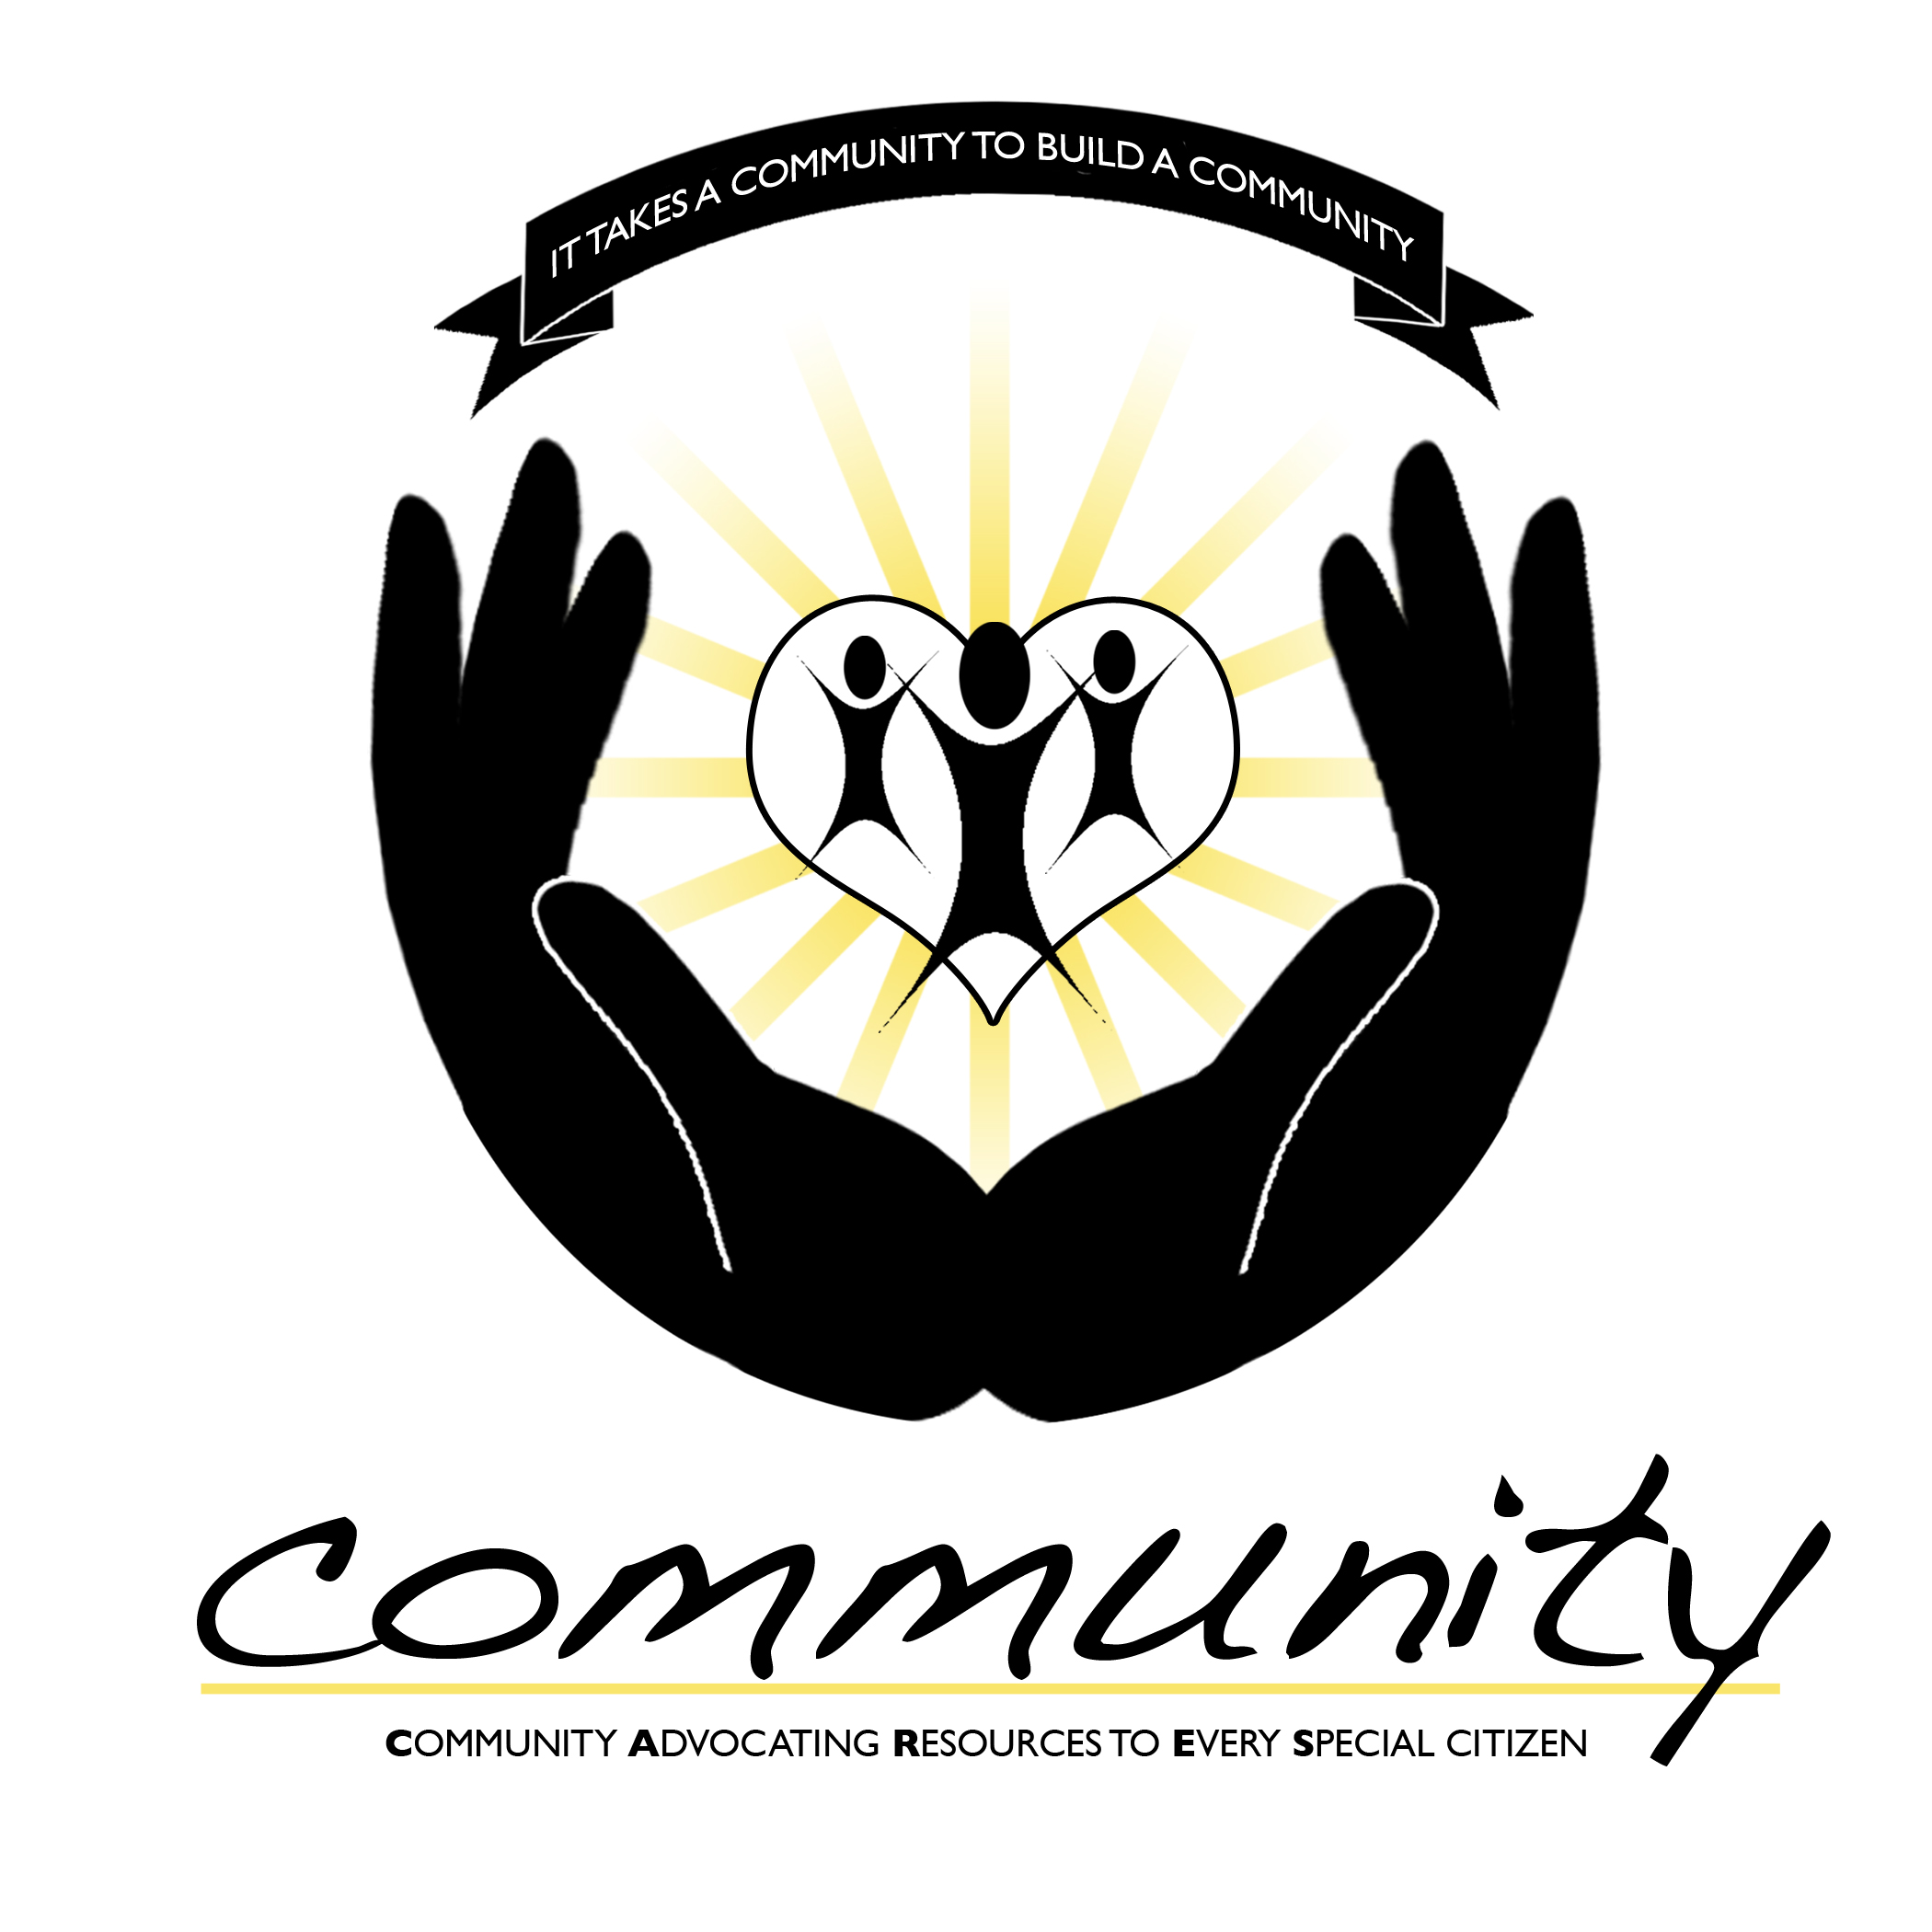 IT TAKES A COMMUNITY TO BUILD A COMMUNITY
community
COMMUNITY ADVOCATING RESOURCES TO EVERY SPECIAL CITIZEN